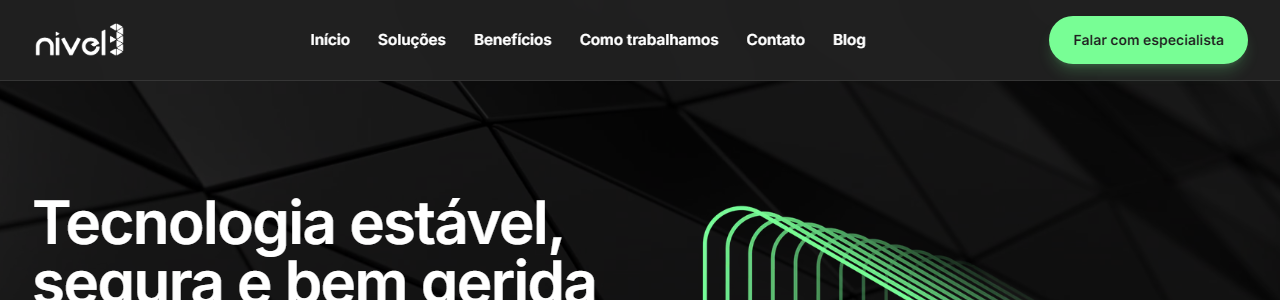 nivel3
Início Soluções Benefícios Como trabalhamos Contato Blog Falar com especialista
Tecnologia estável,
segura e bem gerida